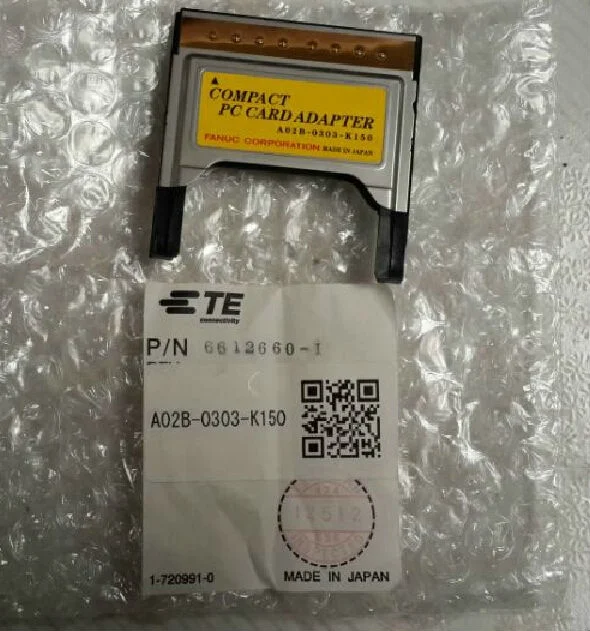 COMPACT
PC CARD ADAPTER
A02B-0303-K150
FANUC CORPORATION MADE IN JAPAN
TE
connectivity
P/N 6612660-1
A02B-0303-K150
1-720991-0
MADE IN JAPAN